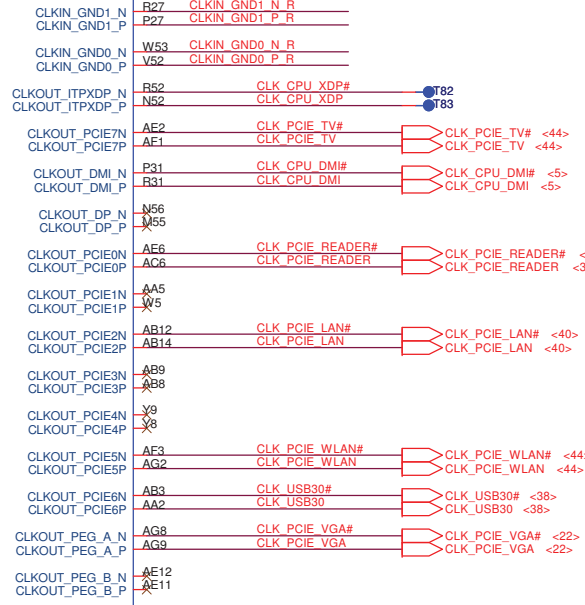 CLKIN_GND1_N R27 CLKIN_GND1_N_R
CLKIN_GND1_P P27 CLKIN_GND1_P_R
CLKIN_GND0_N W53 CLKIN_GND0_N_R
CLKIN_GND0_P V52 CLKIN_GND0_P_R
CLKOUT_ITPXDP_N R52 CLK_CPU_XDP# T82
CLKOUT_ITPXDP_P N52 CLK_CPU_XDP T83
CLKOUT_PCIE7N AE2 CLK_PCIE_TV# CLK_PCIE_TV# <44>
CLKOUT_PCIE7P AF1 CLK_PCIE_TV CLK_PCIE_TV <44>
CLKOUT_DMI_N P31 CLK_CPU_DMI# CLK_CPU_DMI# <5>
CLKOUT_DMI_P R31 CLK_CPU_DMI CLK_CPU_DMI <5>
CLKOUT_DP_N N56
CLKOUT_DP_P M55
CLKOUT_PCIE0N AE6 CLK_PCIE_READER# CLK_PCIE_READER# <
CLKOUT_PCIE0P AC6 CLK_PCIE_READER CLK_PCIE_READER <3
CLKOUT_PCIE1N AA5
CLKOUT_PCIE1P W5
CLKOUT_PCIE2N AB12 CLK_PCIE_LAN# CLK_PCIE_LAN# <40>
CLKOUT_PCIE2P AB14 CLK_PCIE_LAN CLK_PCIE_LAN <40>
CLKOUT_PCIE3N AB9
CLKOUT_PCIE3P AB8
CLKOUT_PCIE4N Y9
CLKOUT_PCIE4P Y8
CLKOUT_PCIE5N AF3 CLK_PCIE_WLAN# CLK_PCIE_WLAN# <44
CLKOUT_PCIE5P AG2 CLK_PCIE_WLAN CLK_PCIE_WLAN <44>
CLKOUT_PCIE6N AB3 CLK_USB30# CLK_USB30# <38>
CLKOUT_PCIE6P AA2 CLK_USB30 CLK_USB30 <38>
CLKOUT_PEG_A_N AG8 CLK_PCIE_VGA# CLK_PCIE_VGA# <22>
CLKOUT_PEG_A_P AG9 CLK_PCIE_VGA CLK_PCIE_VGA <22>
CLKOUT_PEG_B_N AE12
CLKOUT_PEG_B_P AE11